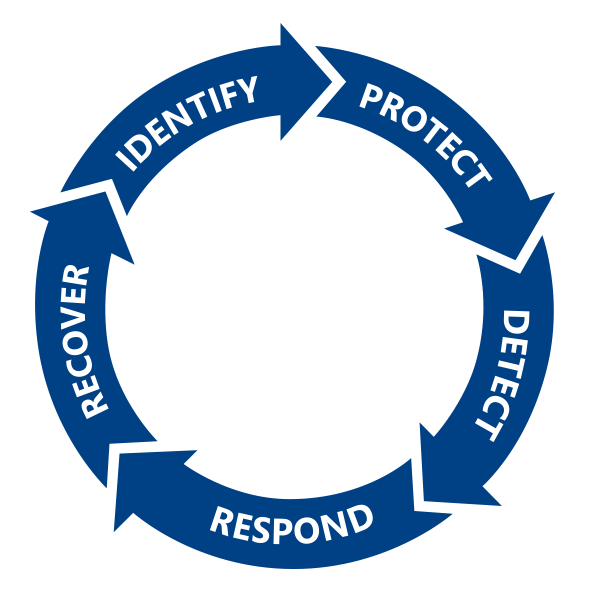 IDENTIFY
PROTECT
DETECT
RESPOND
RECOVER